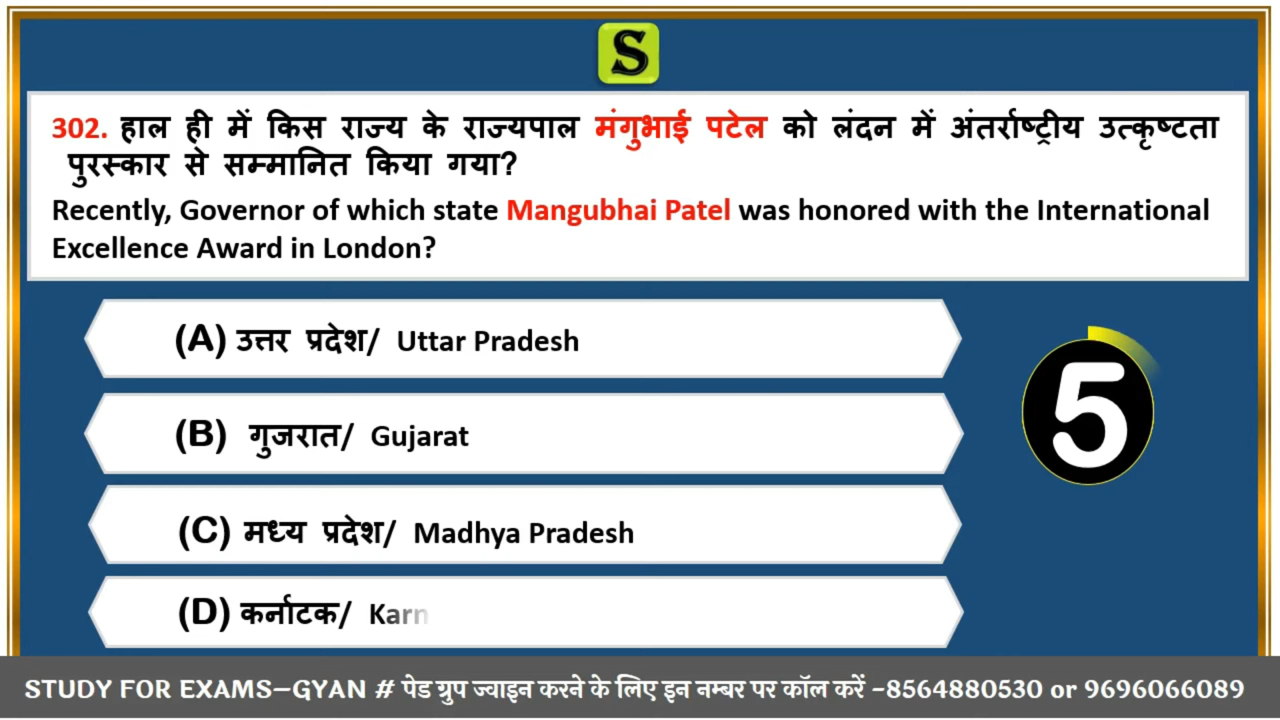 S
302. हाल ही में किस राज्य के राज्यपाल मंगुभाई पटेल को लंदन में अंतर्राष्ट्रीय उत्कृष्टता
पुरस्कार से सम्मानित किया गया?
Recently, Governor of which state Mangubhai Patel was honored with the International
Excellence Award in London?
(A) उत्तर प्रदेश/ Uttar Pradesh
(B) गुजरात/ Gujarat
(C) मध्य प्रदेश/ Madhya Pradesh
(D) कर्नाटक/ Karn
5
STUDY FOR EXAMS–GYAN # पेड ग्रुप ज्वाइन करने के लिए इन नम्बर पर कॉल करें –8564880530 or 9696066089